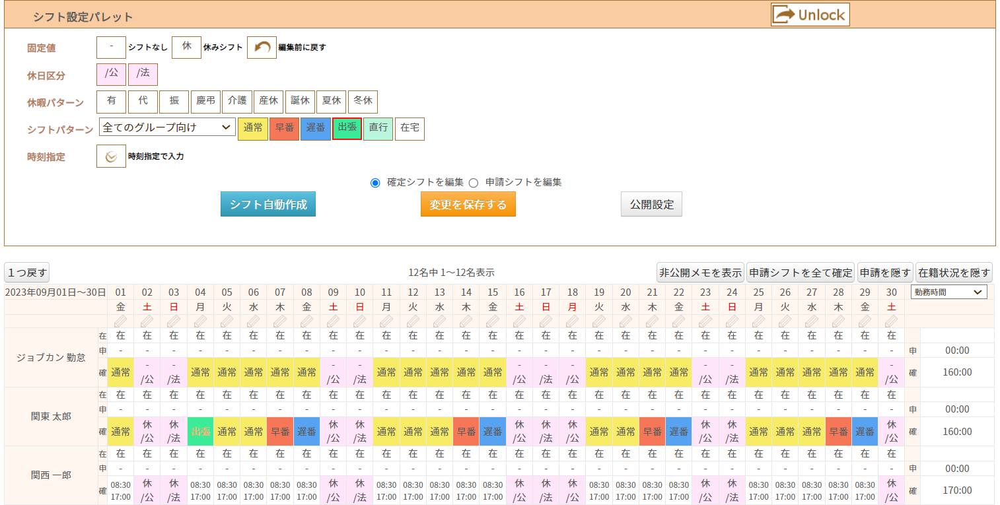 シフト設定パレット Unlock
固定値 - シフトなし 休 休みシフト 編集前に戻す
休日区分 /公 /法
休暇パターン 有 代 振 慶弔 介護 産休 誕休 夏休 冬休
シフトパターン 全てのグループ向け 通常 早番 遅番 出張 直行 在宅
時刻指定 時刻指定で入力
確定シフトを編集 申請シフトを編集
シフト自動作成 変更を保存する 公開設定
１つ戻す 12名中 1～12名表示 非公開メモを表示 申請シフトを全て確定 申請を隠す 在籍状況を隠す
2023年09月01日～30日 01 02 03 04 05 06 07 08 09 10 11 12 13 14 15 16 17 18 19 20 21 22 23 24 25 26 27 28 29 30 勤務時間
金 土 日 月 火 水 木 金 土 日 月 火 水 木 金 土 日 月 火 水 木 金 土 日 月 火 水 木 金 土
在 在 在 在 在 在 在 在 在 在 在 在 在 在 在 在 在 在 在 在 在 在 在 在 在 在 在 在 在 在 在
ジョブカン 勤怠 申 - - - - - - - - - - - - - - - - - - - - - - - - - - - - - - 申 00:00
確 通常 - - 通常 通常 通常 通常 通常 - - 通常 通常 通常 通常 通常 - - - 通常 通常 通常 通常 - - 通常 通常 通常 通常 通常 - 確 160:00
/公 /法 /公 /法 /公 /法 /公 /公 /法 /公
在 在 在 在 在 在 在 在 在 在 在 在 在 在 在 在 在 在 在 在 在 在 在 在 在 在 在 在 在 在 在
関東 太郎 申 - - - - - - - - - - - - - - - - - - - - - - - - - - - - - - 申 00:00
確 通常 休 休 出張 通常 通常 早番 遅番 休 休 通常 通常 通常 早番 遅番 休 休 休 通常 通常 早番 遅番 休 休 通常 通常 通常 早番 遅番 休 確 160:00
/公 /法 /公 /法 /公 /法 /公 /公 /法 /公
在 在 在 在 在 在 在 在 在 在 在 在 在 在 在 在 在 在 在 在 在 在 在 在 在 在 在 在 在 在 在
関西 一郎 申 - - - - - - - - - - - - - - - - - - - - - - - - - - - - - - 申 00:00
確 08:30 休 休 08:30 08:30 08:30 08:30 08:30 休 休 08:30 08:30 08:30 08:30 08:30 休 休 休 08:30 08:30 08:30 08:30 休 休 08:30 08:30 08:30 08:30 08:30 休 確 170:00
17:00 /公 /法 17:00 17:00 17:00 17:00 17:00 /公 /法 17:00 17:00 17:00 17:00 17:00 /公 /法 /公 17:00 17:00 17:00 17:00 /公 /法 17:00 17:00 17:00 17:00 17:00 /公